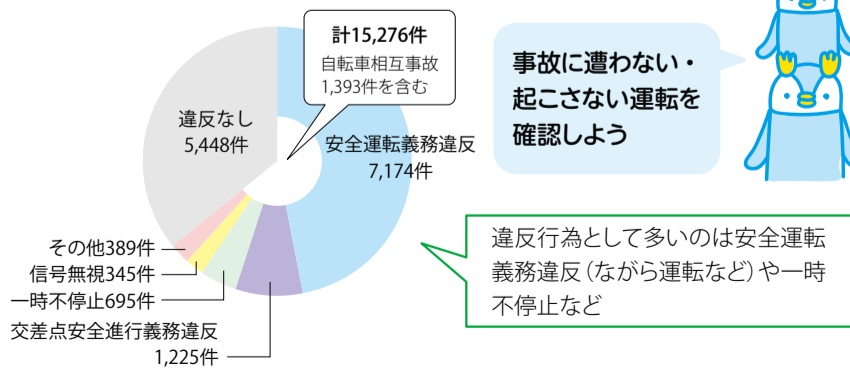 計15,276件
自転車相互事故
1,393件を含む
違反なし
5,448件
安全運転義務違反
7,174件
その他389件
信号無視345件
一時不停止695件
交差点安全進行義務違反
1,225件
事故に遭わない・
起こさない運転を
確認しよう
違反行為として多いのは安全運転
義務違反（ながら運転など）や一時
不停止など